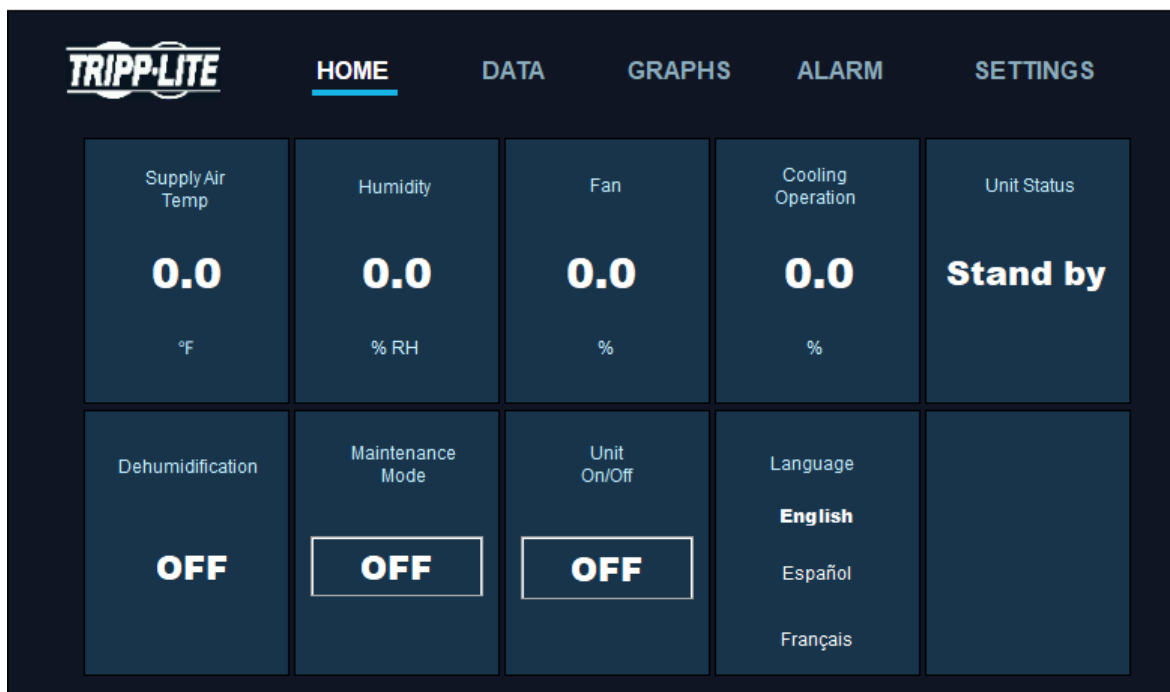 TRIPP·LITE
HOME
DATA
GRAPHS
ALARM
SETTINGS
Supply Air
Temp
0.0
°F
Humidity
0.0
% RH
Fan
0.0
%
Cooling
Operation
0.0
%
Unit Status
Stand by
Dehumidification
OFF
Maintenance
Mode
OFF
Unit
On/Off
OFF
Language
English
Español
Français